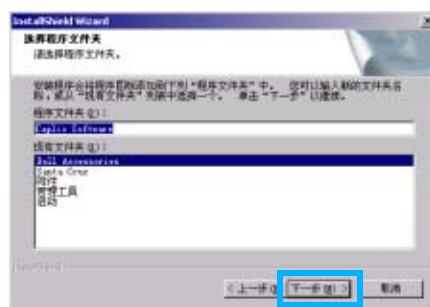 InstallShield Wizard
选择程序文件夹
请选择程序文件夹。
安装程序会将程序图标添加到下列“程序文件夹”中。 您可以输入新的文件夹名
称，或从“现有文件夹”列表中选择一个。 单击“下一步”以继续。
程序文件夹(P)：
Caplio Software
现有文件夹(X)：
Dell Accessories
Santa Cruz
附件
管理工具
启动
InstallShield
< 上一步(B)
下一步(N) >
取消